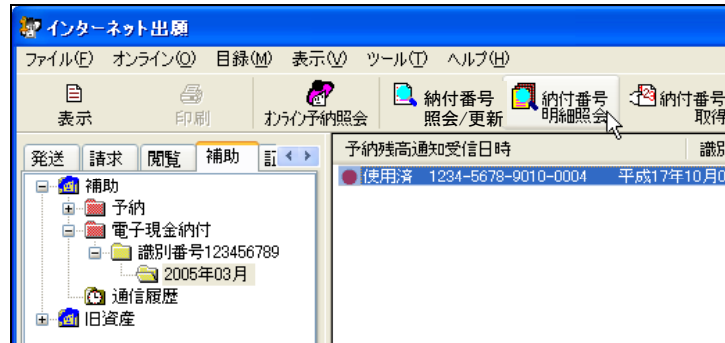 インターネット出願
ファイル(F) オンライン(O) 目録(M) 表示(V) ツール(T) ヘルプ(H)
表示
印刷
オンライン予納照会
納付番号
照会/更新
納付番号
明細照会
納付番号
取得
発送 請求 閲覧 補助
予納残高通知受信日時
使用済 1234-5678-9010-0004 平成17年10月0
補助
予納
電子現金納付
識別番号123456789
2005年03月
通信履歴
旧資産